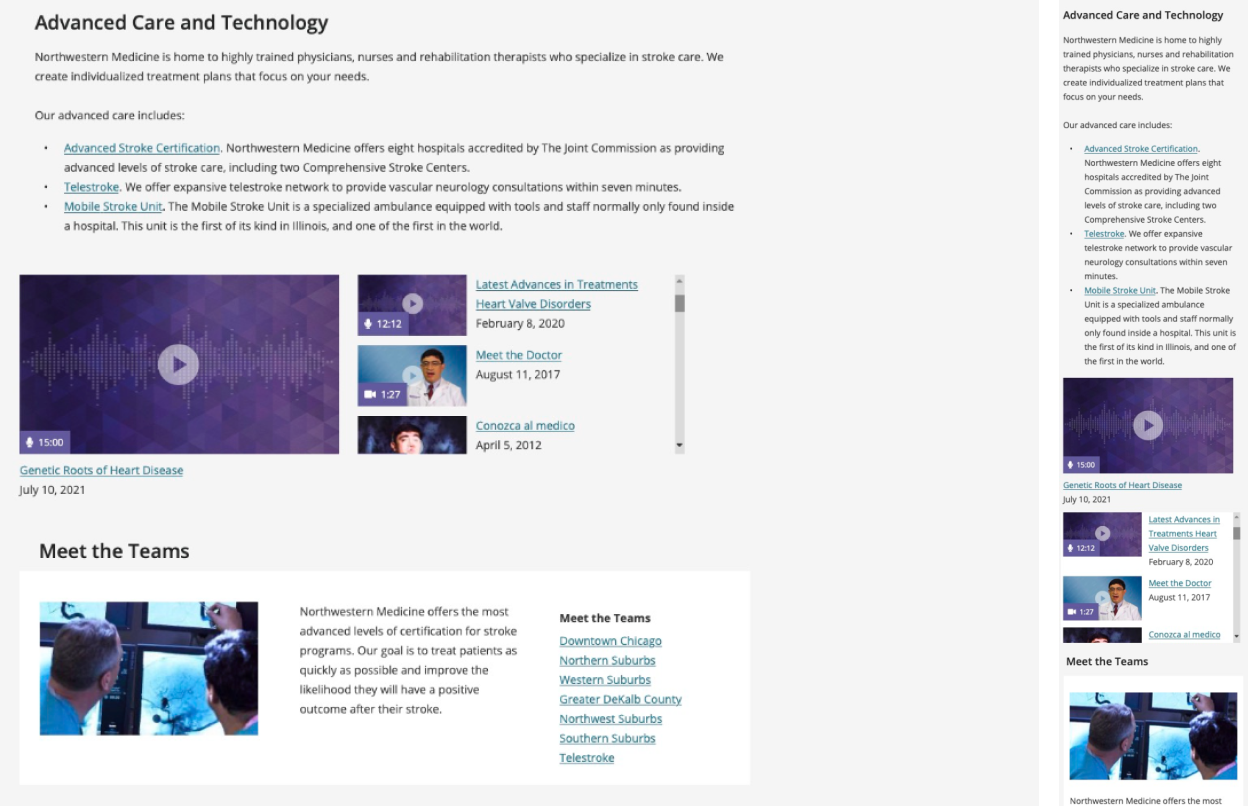 Advanced Care and Technology
Northwestern Medicine is home to highly trained physicians, nurses and rehabilitation therapists who specialize in stroke care. We
create individualized treatment plans that focus on your needs.
Our advanced care includes:
• Advanced Stroke Certification. Northwestern Medicine offers eight hospitals accredited by The Joint Commission as providing
advanced levels of stroke care, including two Comprehensive Stroke Centers.
• Telestroke. We offer expansive telestroke network to provide vascular neurology consultations within seven minutes.
• Mobile Stroke Unit. The Mobile Stroke Unit is a specialized ambulance equipped with tools and staff normally only found inside
a hospital. This unit is the first of its kind in Illinois, and one of the first in the world.
15:00
Genetic Roots of Heart Disease
July 10, 2021
12:12
Latest Advances in Treatments
Heart Valve Disorders
February 8, 2020
1:27
Meet the Doctor
August 11, 2017
Conozca al medico
April 5, 2012
Meet the Teams
Northwestern Medicine offers the most
advanced levels of certification for stroke
programs. Our goal is to treat patients as
quickly as possible and improve the
likelihood they will have a positive
outcome after their stroke.
Meet the Teams
Downtown Chicago
Northern Suburbs
Western Suburbs
Greater DeKalb County
Northwest Suburbs
Southern Suburbs
Telestroke
Advanced Care and Technology
Northwestern Medicine is home to highly
trained physicians, nurses and rehabilitation
therapists who specialize in stroke care. We
create individualized treatment plans that
focus on your needs.
Our advanced care includes:
• Advanced Stroke Certification.
Northwestern Medicine offers eight
hospitals accredited by The Joint
Commission as providing advanced
levels of stroke care, including two
Comprehensive Stroke Centers.
• Telestroke. We offer expansive
telestroke network to provide vascular
neurology consultations within seven
minutes.
• Mobile Stroke Unit. The Mobile Stroke
Unit is a specialized ambulance
equipped with tools and staff normally
only found inside a hospital. This unit is
the first of its kind in Illinois, and one of
the first in the world.
15:00
Genetic Roots of Heart Disease
July 10, 2021
12:12
Latest Advances in
Treatments Heart
Valve Disorders
February 8, 2020
1:27
Meet the Doctor
August 11, 2017
Conozca al medico
Meet the Teams
Northwestern Medicine offers the most